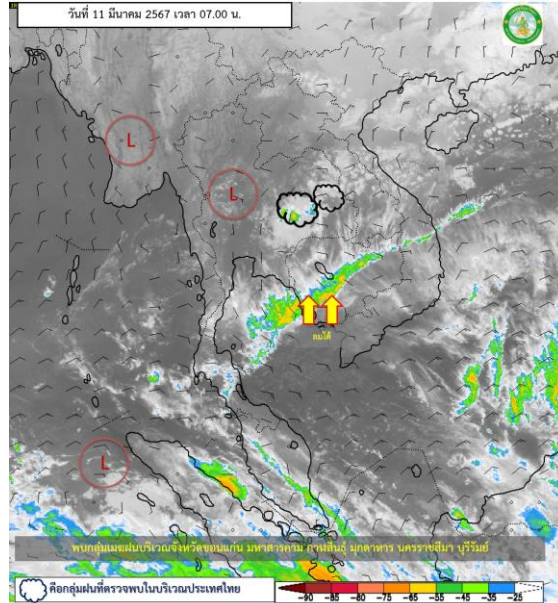 วันที่ 11 มีนาคม 2567 เวลา 07.00 น.
L
L
ลมใต้
L
พบกลุ่มเมฆฝนบริเวณจังหวัดขอนแก่น มหาสารคาม กาฬสินธุ์ มุกดาหาร นครราชสีมา บุรีรัมย์
คือกลุ่มฝนที่ตรวจพบในบริเวณประเทศไทย
-90 -80 -75 -65 -55 -45 -35 -25